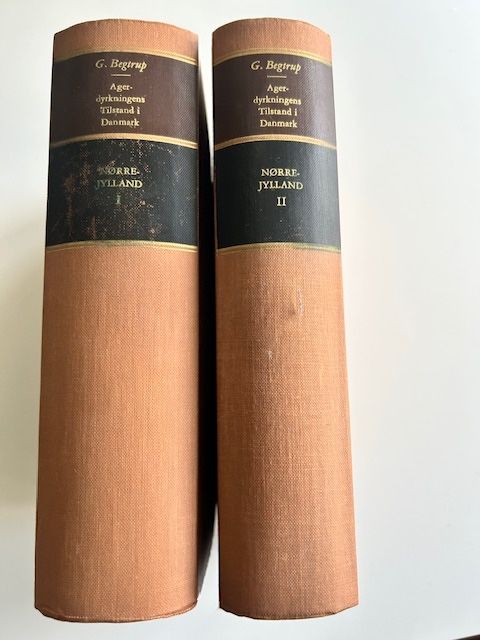 G. Begtrup
Ager-
dyrkningens
Tilstand i
Danmark
NØRRE-
JYLLAND
I
G. Begtrup
Ager-
dyrkningens
Tilstand i
Danmark
NØRRE-
JYLLAND
II